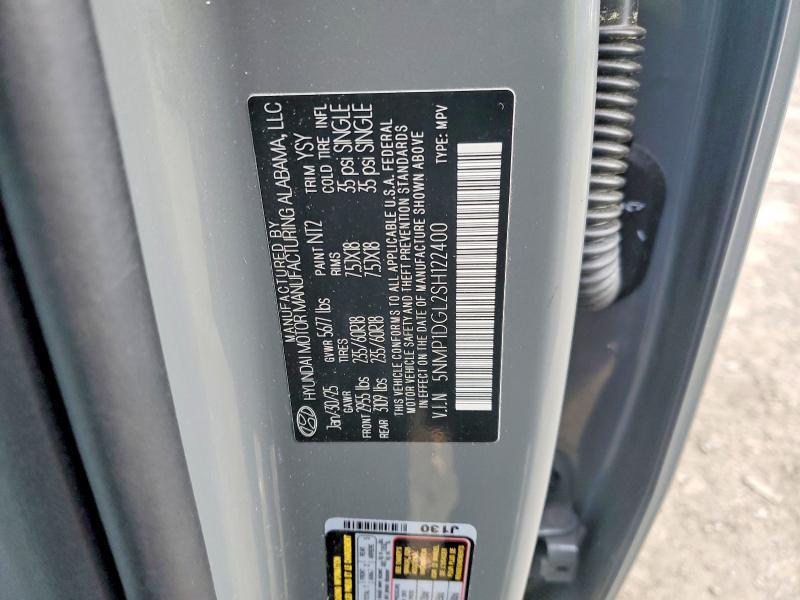 MANUFACTURED BY
HYUNDAI MOTOR MANUFACTURING ALABAMA, LLC
Jan/30/25 GVWR 5677 lbs PAINT NT2 TRIM YSY
GAWR TIRES RIMS COLD TIRE INFL
FRONT 2955 lbs 235/60R18 7.5JX18 35 psi SINGLE
REAR 3109 lbs 235/60R18 7.5JX18 35 psi SINGLE
THIS VEHICLE CONFORMS TO ALL APPLICABLE U.S.A. FEDERAL
MOTOR VEHICLE SAFETY AND THEFT PREVENTION STANDARDS
IN EFFECT ON THE DATE OF MANUFACTURE SHOWN ABOVE
V.I.N 5NMP1DGL2SH122400 TYPE: MPV
J130